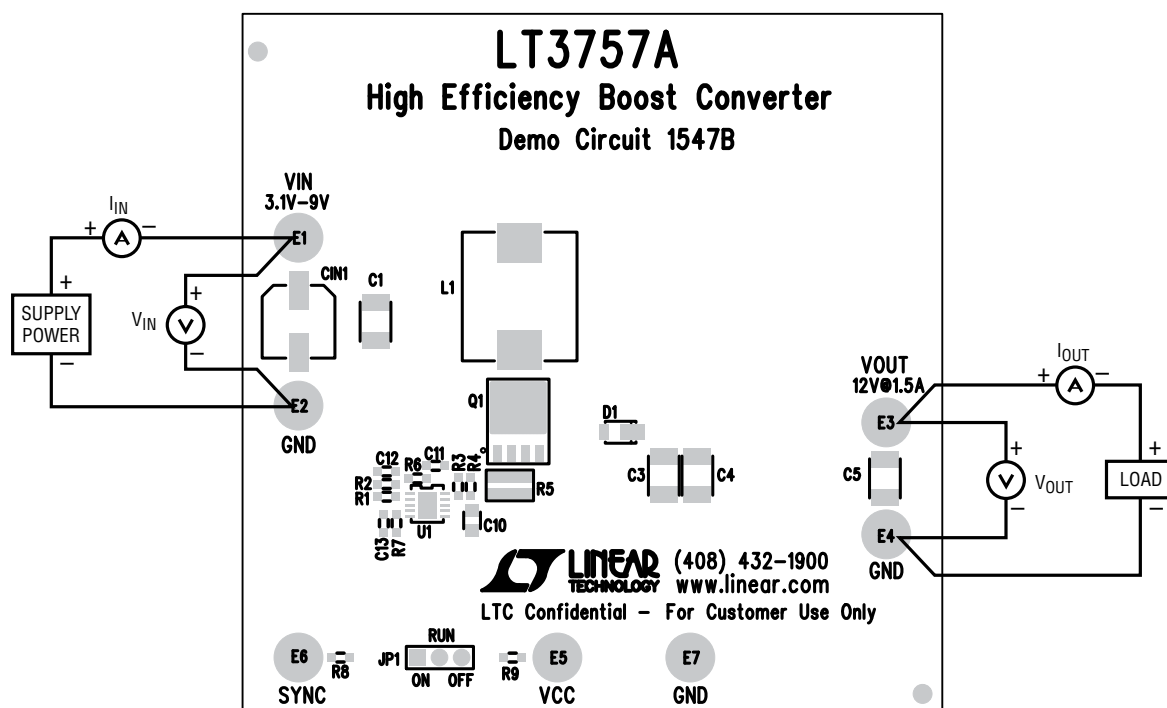 LT3757A
High Efficiency Boost Converter
Demo Circuit 1547B
VIN
3.1V-9V
IIN
+ A −
E1
+
SUPPLY
POWER
−
VIN
+
V
−
CIN1
C1
L1
E2
GND
Q1
D1
VOUT
12V@1.5A
IOUT
+ A −
E3
C12
R6
C11
R3
R4
R2
R1
R5
C3
C4
C5
+
V
−
VOUT
+
LOAD
−
C13
R7
U1
C10
E4
GND
LINEAR
TECHNOLOGY
(408) 432-1900
www.linear.com
LTC Confidential – For Customer Use Only
E6
SYNC
R8
JP1
RUN
ON OFF
R9
E5
VCC
E7
GND